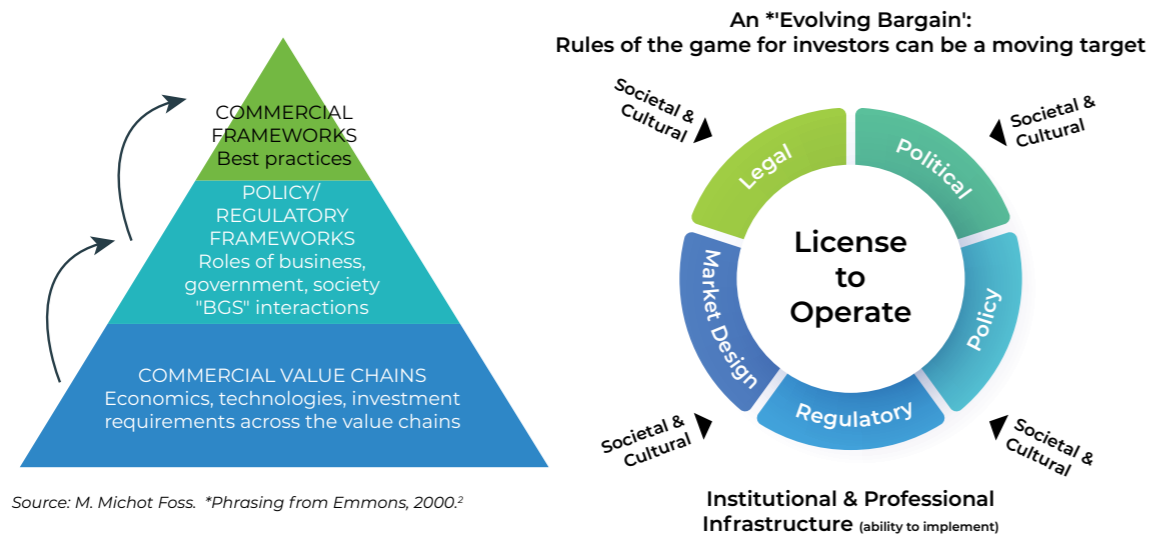 COMMERCIAL
FRAMEWORKS
Best practices
POLICY/
REGULATORY
FRAMEWORKS
Roles of business,
government, society
"BGS" interactions
COMMERCIAL VALUE CHAINS
Economics, technologies, investment
requirements across the value chains
Source: M. Michot Foss.  *Phrasing from Emmons, 2000.²
An *'Evolving Bargain':
Rules of the game for investors can be a moving target
Societal &
Cultural
Societal &
Cultural
Legal
Political
Market Design
Policy
Regulatory
License
to
Operate
Societal &
Cultural
Societal &
Cultural
Institutional & Professional
Infrastructure (ability to implement)